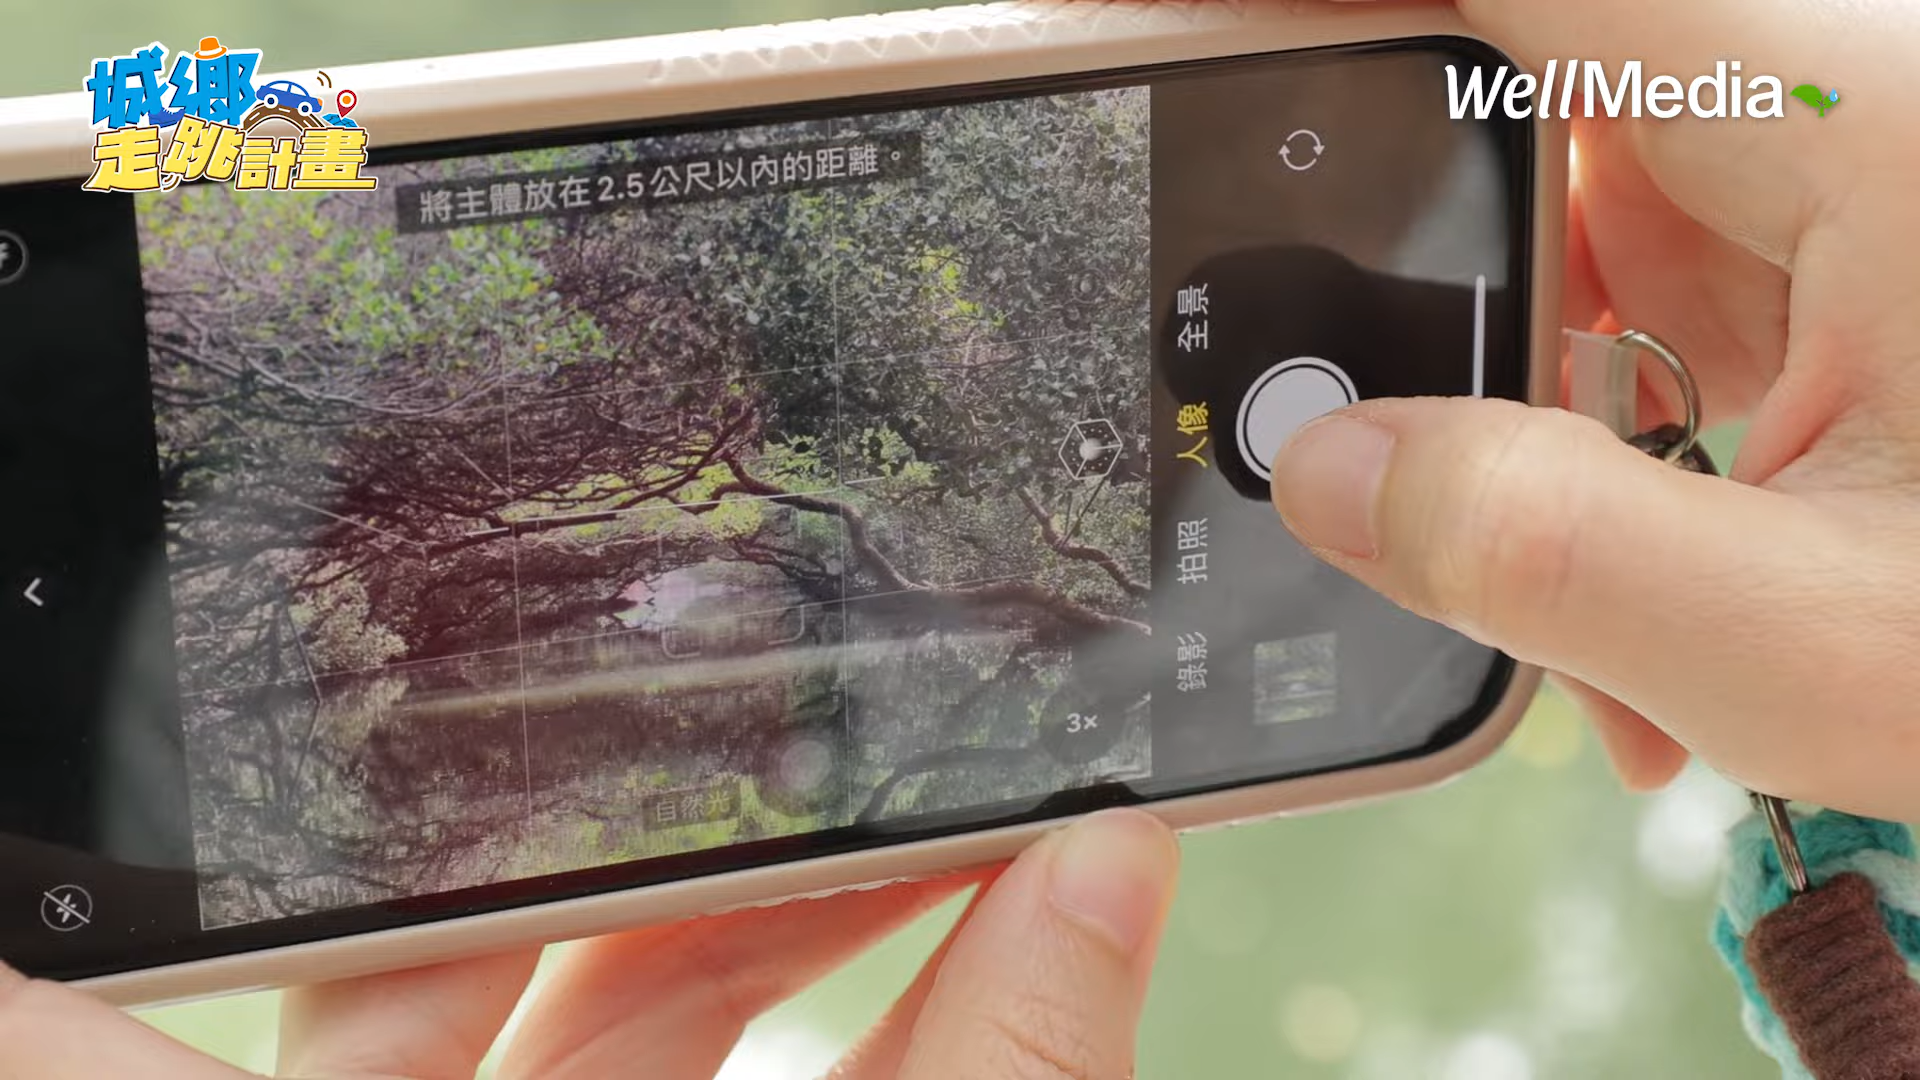 城鄉
走跳計畫
WellMedia
將主體放在2.5公尺以內的距離。
全景
人像
拍照
錄影
3×
自然光